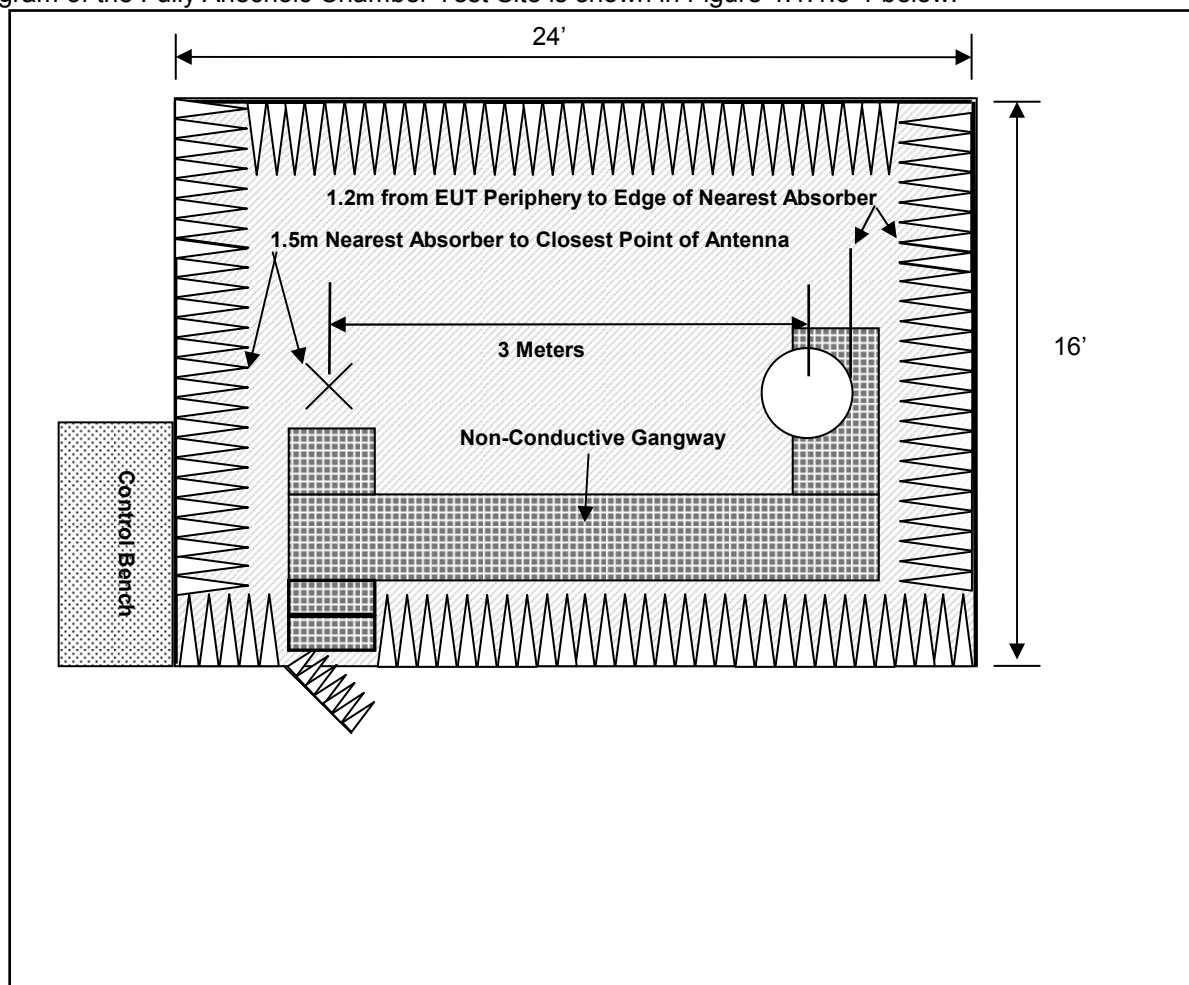 24'
1.2m from EUT Periphery to Edge of Nearest Absorber
1.5m Nearest Absorber to Closest Point of Antenna
3 Meters
16'
Non-Conductive Gangway
Control Bench